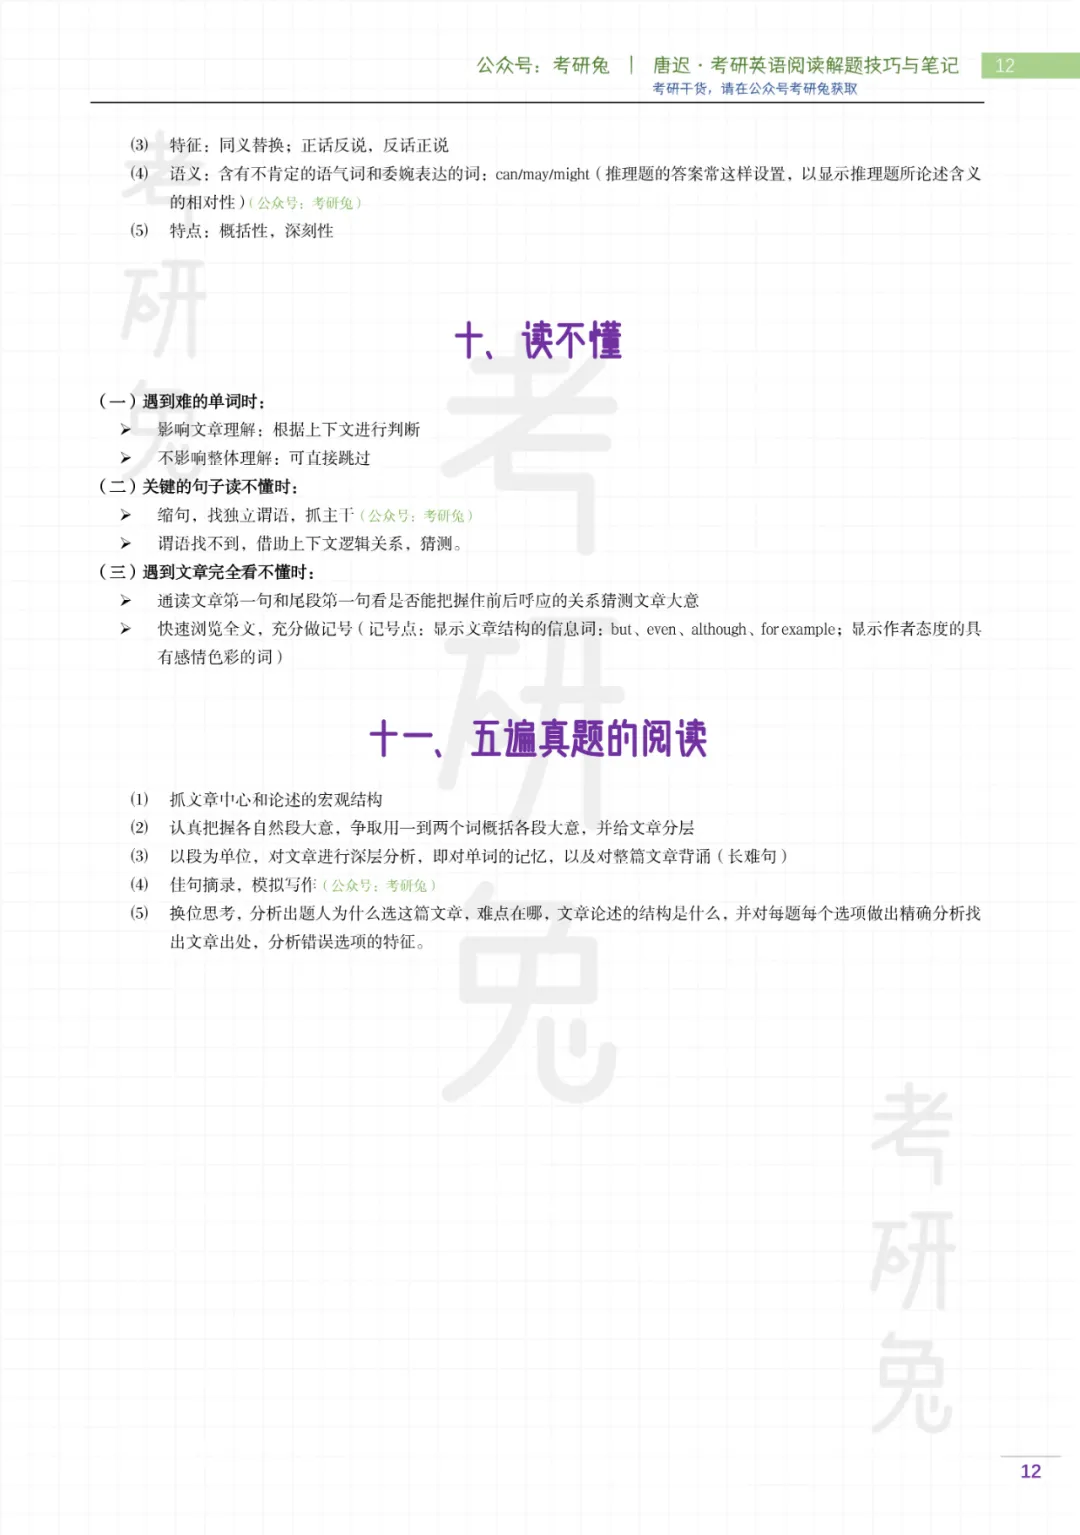 公众号：考研兔 | 唐迟·考研英语阅读解题技巧与笔记 12
考研干货，请在公众号考研兔获取
(3) 特征：同义替换；正话反说，反话正说
(4) 语义：含有不肯定的语气词和委婉表达的词：can/may/might（推理题的答案常这样设置，以显示推理题所论述含义
的相对性）（公众号：考研兔）
(5) 特点：概括性，深刻性
十、读不懂
（一）遇到难的单词时：
➢ 影响文章理解：根据上下文进行判断
➢ 不影响整体理解：可直接跳过
（二）关键的句子读不懂时：
➢ 缩句，找独立谓语，抓主干（公众号：考研兔）
➢ 谓语找不到，借助上下文逻辑关系，猜测。
（三）遇到文章完全看不懂时：
➢ 通读文章第一句和尾段第一句看是否能把握住前后呼应的关系猜测文章大意
➢ 快速浏览全文，充分做记号（记号点：显示文章结构的信息词：but、even、although、for example；显示作者态度的具
有感情色彩的词）
十一、五遍真题的阅读
(1) 抓文章中心和论述的宏观结构
(2) 认真把握各自然段大意，争取用一到两个词概括各段大意，并给文章分层
(3) 以段为单位，对文章进行深层分析，即对单词的记忆，以及对整篇文章背诵（长难句）
(4) 佳句摘录，模拟写作（公众号：考研兔）
(5) 换位思考，分析出题人为什么选这篇文章，难点在哪，文章论述的结构是什么，并对每题每个选项做出精确分析找
出文章出处，分析错误选项的特征。
考研兔
考研兔
考研兔
12